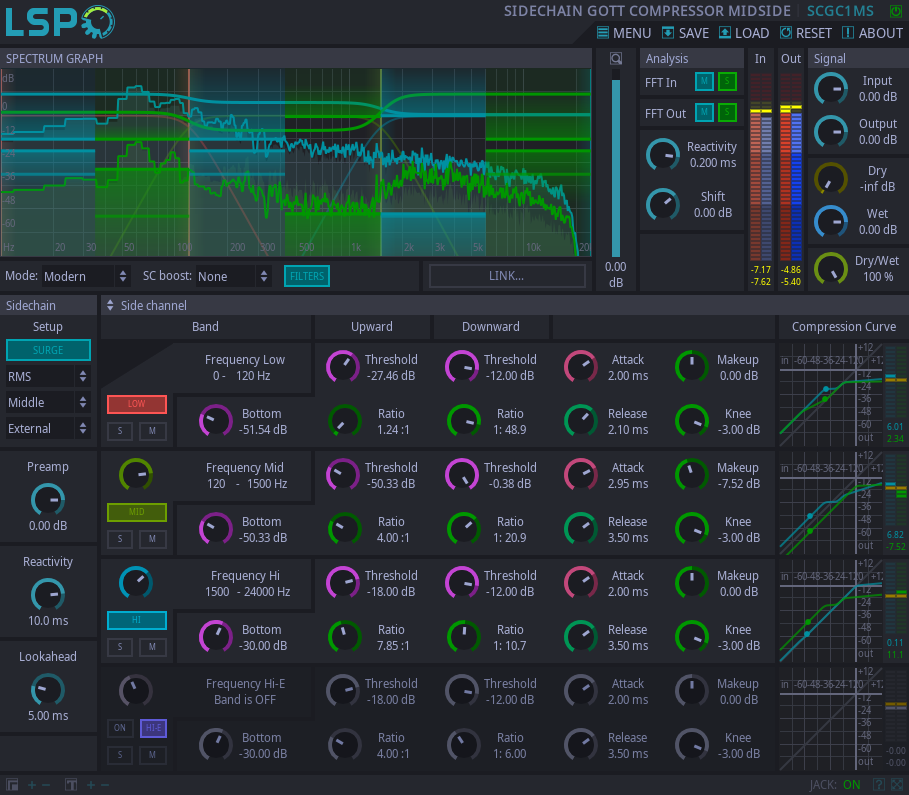 LSP
SIDECHAIN GOTT COMPRESSOR MIDSIDE SCGC1MS
MENU SAVE LOAD RESET ABOUT
SPECTRUM GRAPH
dB
0
-12
-24
-36
-48
-60
Hz 20 30 50 100 200 300 500 1k 2k 3k 5k 10k 20
0.00
dB
Mode: Modern SC boost: None FILTERS LINK...
Analysis
FFT In M S
FFT Out M S
Reactivity
0.200 ms
Shift
0.00 dB
In Out
-7.17 -4.86
-7.62 -5.40
Signal
Input
0.00 dB
Output
0.00 dB
Dry
-inf dB
Wet
0.00 dB
Dry/Wet
100 %
Sidechain
Setup
SURGE
RMS
Middle
External
Preamp
0.00 dB
Reactivity
10.0 ms
Lookahead
5.00 ms
Side channel
Band Upward Downward Compression Curve
Frequency Low Threshold Threshold Attack Makeup
0 - 120 Hz -27.46 dB -12.00 dB 2.00 ms 0.00 dB
LOW
S M
Bottom Ratio Ratio Release Knee
-51.54 dB 1.24 :1 1: 48.9 2.10 ms -3.00 dB
+12
in -60-48-36-24-12 0 +12
-12
-24
-36
-48
-60
out
6.01
2.34
Frequency Mid Threshold Threshold Attack Makeup
120 - 1500 Hz -50.33 dB -0.38 dB 2.95 ms -7.52 dB
MID
S M
Bottom Ratio Ratio Release Knee
-50.33 dB 4.00 :1 1: 20.9 3.50 ms -3.00 dB
+12
in -60-48-36-24-12 0 +12
-12
-24
-36
-48
-60
out
6.82
-7.52
Frequency Hi Threshold Threshold Attack Makeup
1500 - 24000 Hz -18.00 dB -12.00 dB 2.00 ms 0.00 dB
HI
S M
Bottom Ratio Ratio Release Knee
-30.00 dB 7.85 :1 1: 10.7 3.50 ms -3.00 dB
+12
in -60-48-36-24-12 0 +12
-12
-24
-36
-48
-60
out
0.11
11.1
Frequency Hi-E Threshold Threshold Attack Makeup
Band is OFF -18.00 dB -12.00 dB 2.00 ms 0.00 dB
ON HI-E
S M
Bottom Ratio Ratio Release Knee
-30.00 dB 4.00 :1 1: 6.00 3.50 ms -3.00 dB
+12
in -60-48-36-24-12 0 +12
-12
-24
-36
-48
-60
out
-0.00
-0.00
+ - T + - JACK: ON ?